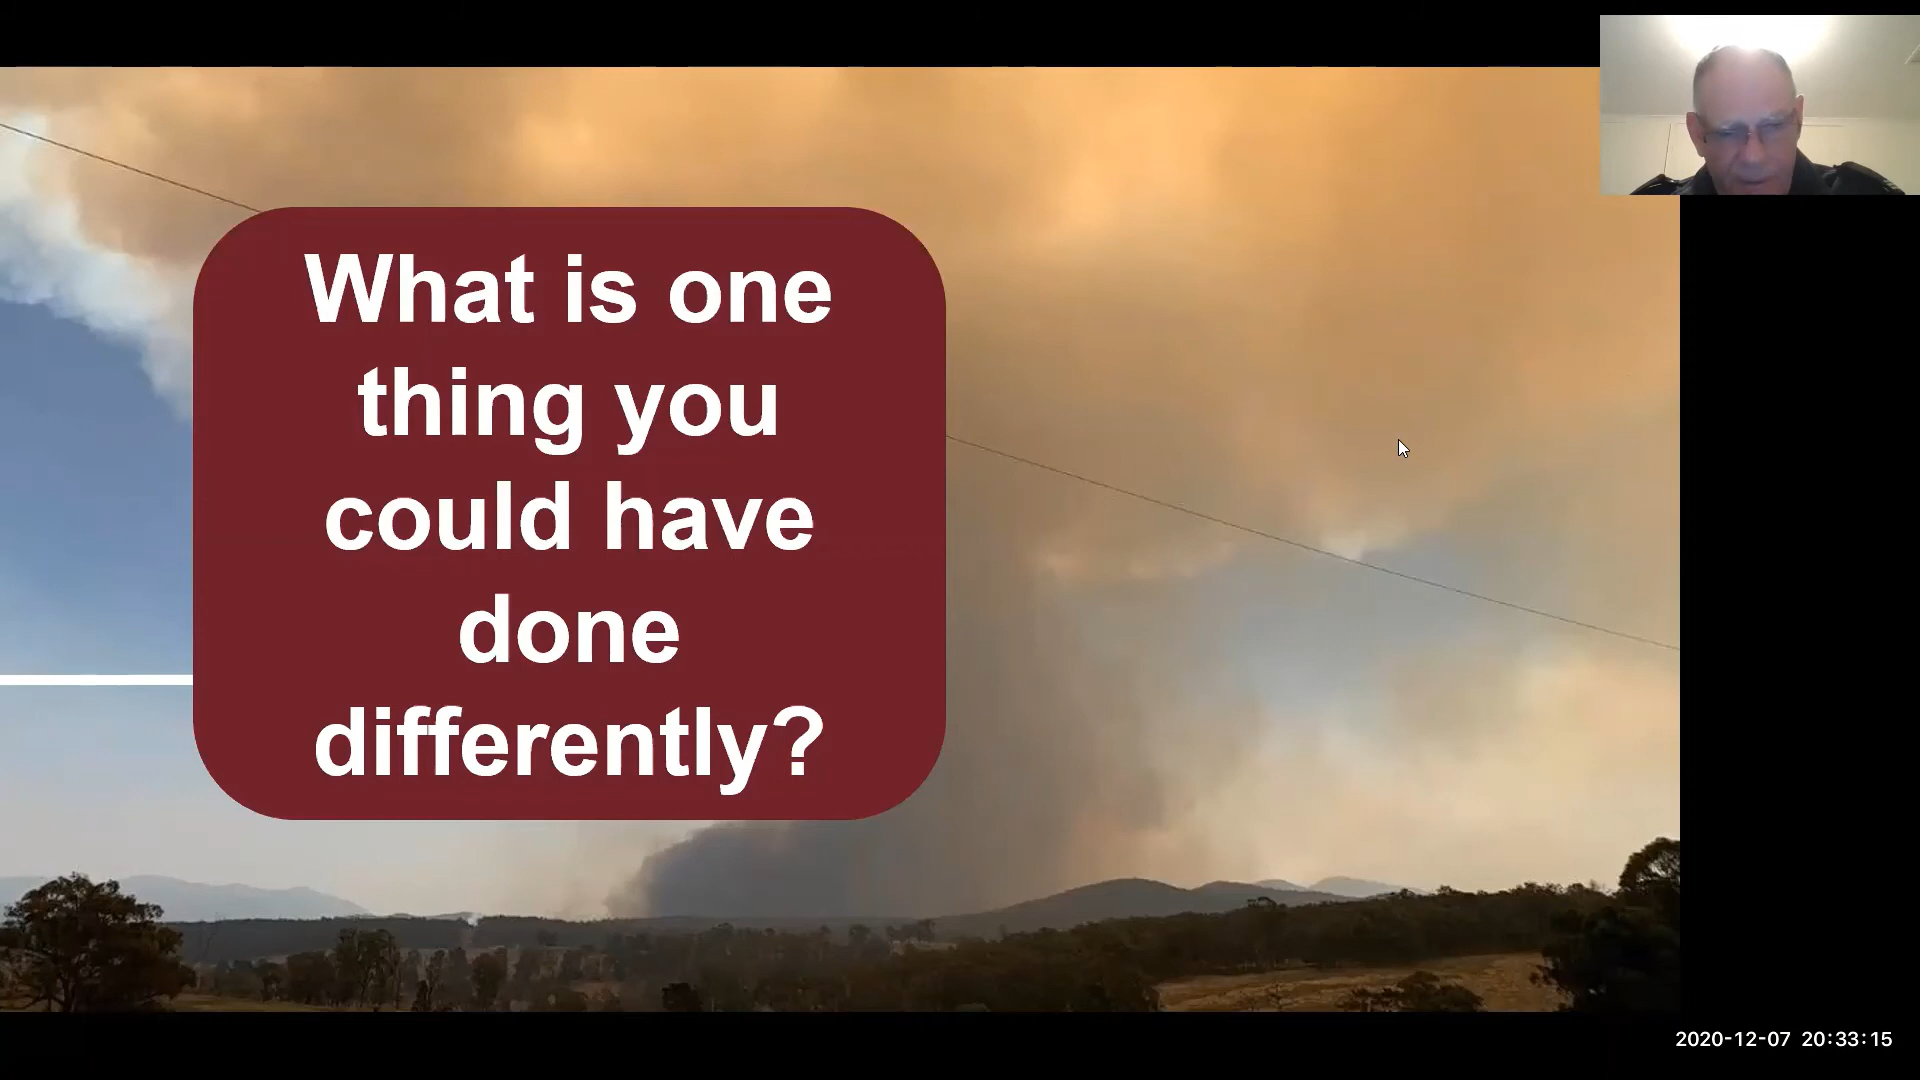 What is one
thing you
could have
done
differently?
2020-12-07 20:33:15